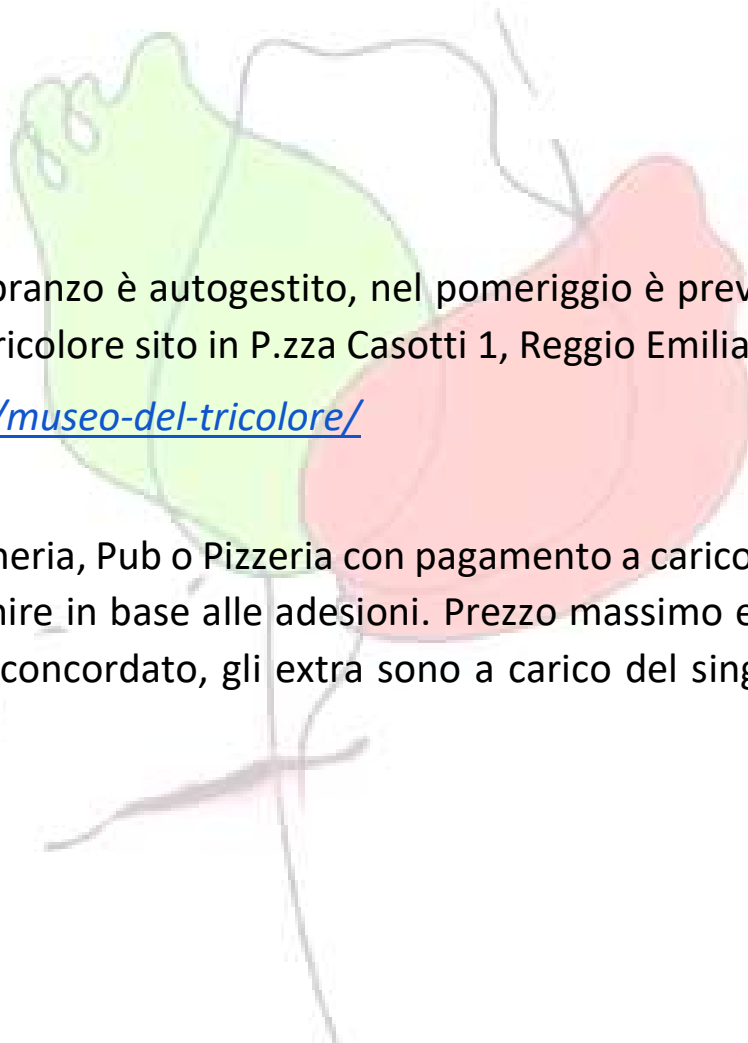 pranzo è autogestito, nel pomeriggio è prev
ricolore sito in P.zza Casotti 1, Reggio Emilia
/museo-del-tricolore/
neria, Pub o Pizzeria con pagamento a carico
nire in base alle adesioni. Prezzo massimo e
concordato, gli extra sono a carico del sing